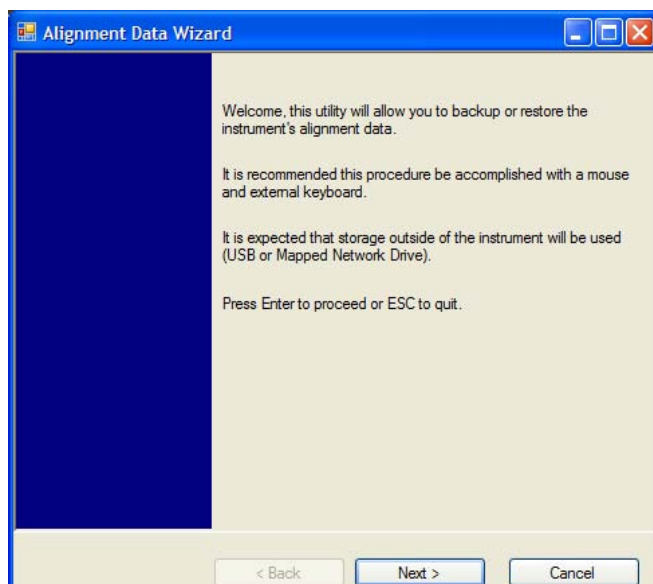 Alignment Data Wizard
Welcome, this utility will allow you to backup or restore the
instrument's alignment data.
It is recommended this procedure be accomplished with a mouse
and external keyboard.
It is expected that storage outside of the instrument will be used
(USB or Mapped Network Drive).
Press Enter to proceed or ESC to quit.
< Back
Next >
Cancel